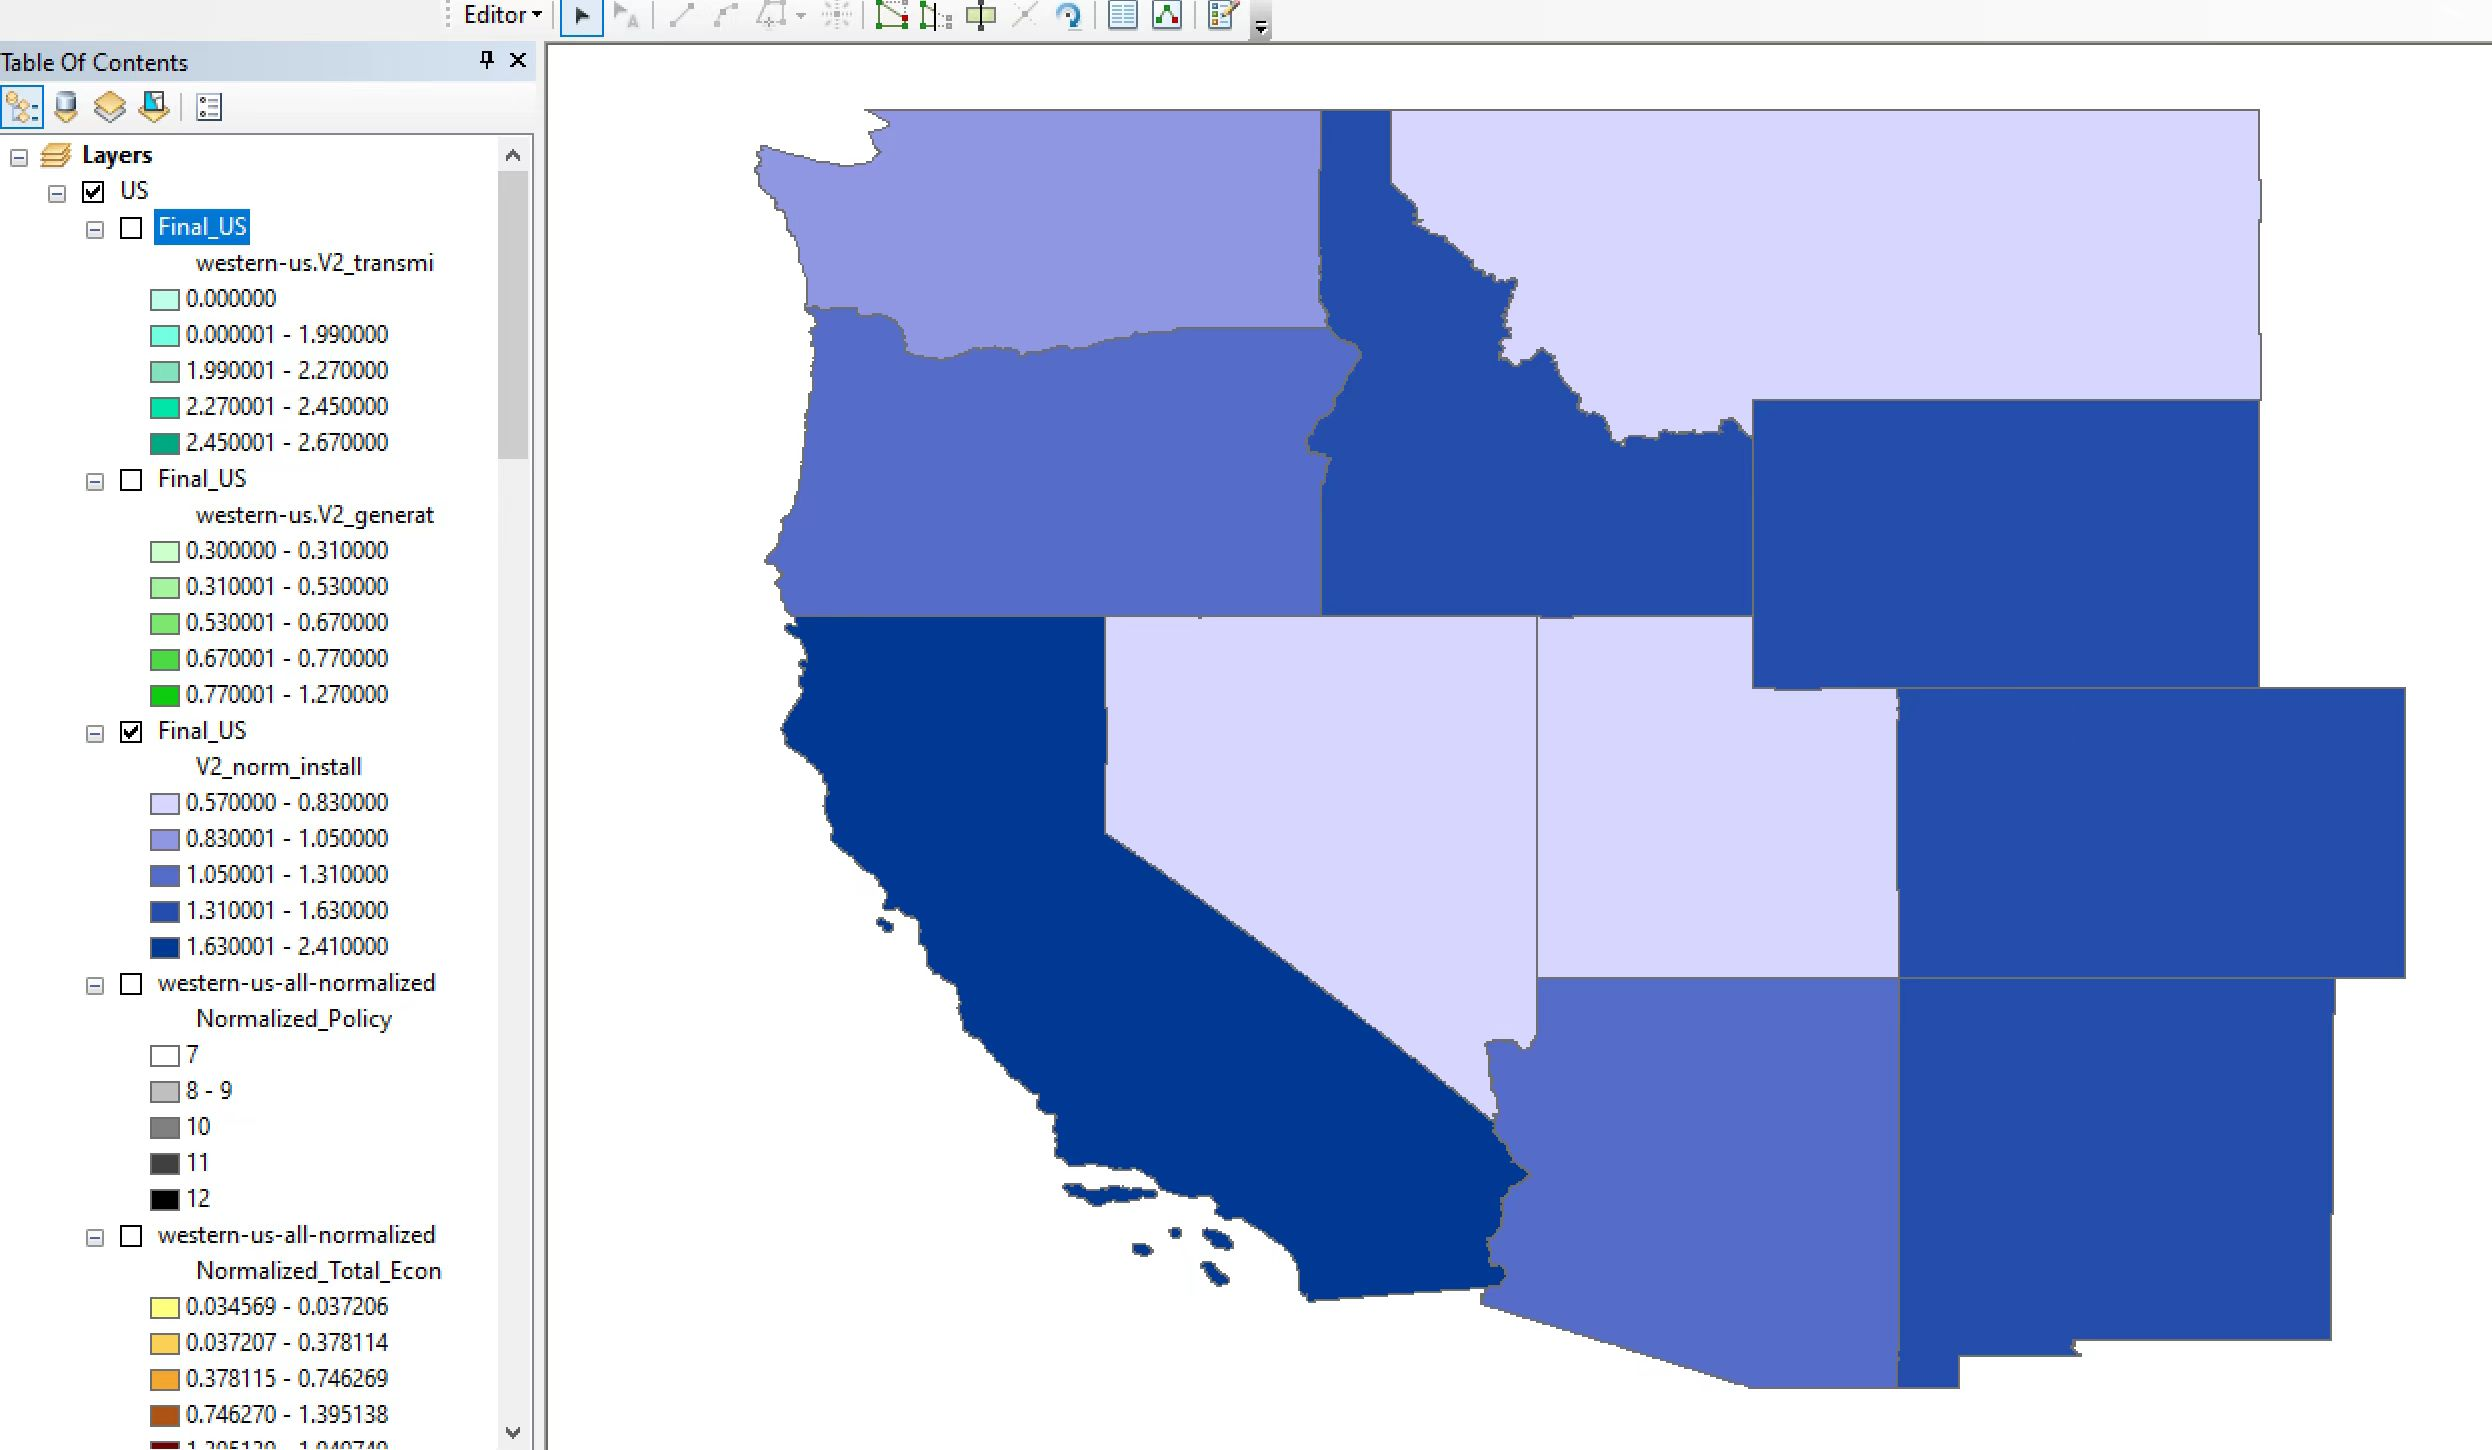 Editor
Table Of Contents
Layers
US
Final_US
western-us.V2_transmi
0.000000
0.000001 - 1.990000
1.990001 - 2.270000
2.270001 - 2.450000
2.450001 - 2.670000
Final_US
western-us.V2_generat
0.300000 - 0.310000
0.310001 - 0.530000
0.530001 - 0.670000
0.670001 - 0.770000
0.770001 - 1.270000
Final_US
V2_norm_install
0.570000 - 0.830000
0.830001 - 1.050000
1.050001 - 1.310000
1.310001 - 1.630000
1.630001 - 2.410000
western-us-all-normalized
Normalized_Policy
7
8 - 9
10
11
12
western-us-all-normalized
Normalized_Total_Econ
0.034569 - 0.037206
0.037207 - 0.378114
0.378115 - 0.746269
0.746270 - 1.395138